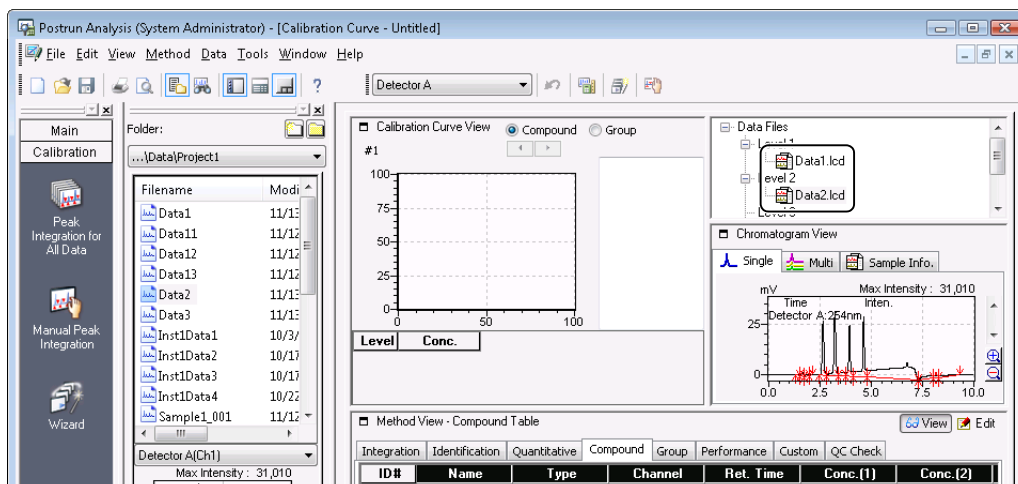 Postrun Analysis (System Administrator) - [Calibration Curve - Untitled]
File Edit View Method Data Tools Window Help
Detector A
Main
Calibration
Peak
Integration for
All Data
Manual Peak
Integration
Wizard
Folder:
...\Data\Project1
Filename Modi
Data1 11/13
Data11 11/12
Data12 11/12
Data13 11/12
Data2 11/13
Data3 11/13
Inst1Data1 10/3/
Inst1Data2 10/17
Inst1Data3 10/17
Inst1Data4 10/22
Sample1_001 11/12
Detector A(Ch1)
Max Intensity : 31,010
Calibration Curve View Compound Group
#1
100
75
50
25
0
0 50 100
Level Conc.
Data Files
Level 1
Data1.lcd
Level 2
Data2.lcd
Level 3
Chromatogram View
Single Multi Sample Info.
mV Max Intensity : 31,010
Time Inten.
Detector A:254nm
25
0
0.0 2.5 5.0 7.5 10.0
Method View - Compound Table View Edit
Integration Identification Quantitative Compound Group Performance Custom QC Check
ID# Name Type Channel Ret. Time Conc.(1) Conc.(2)